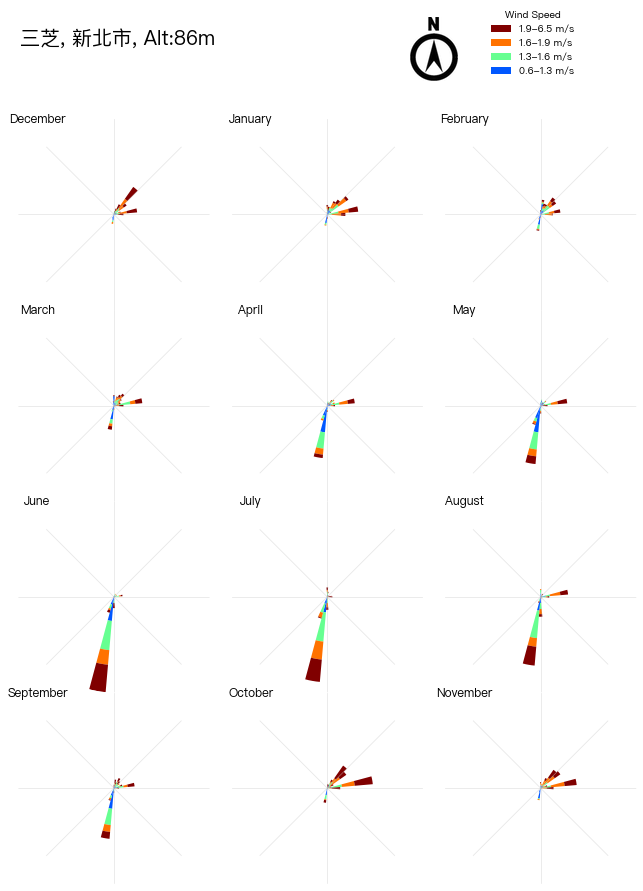 三芝, 新北市, Alt:86m
N
Wind Speed
1.9–6.5 m/s
1.6–1.9 m/s
1.3–1.6 m/s
0.6–1.3 m/s
December
January
February
March
April
May
June
July
August
September
October
November